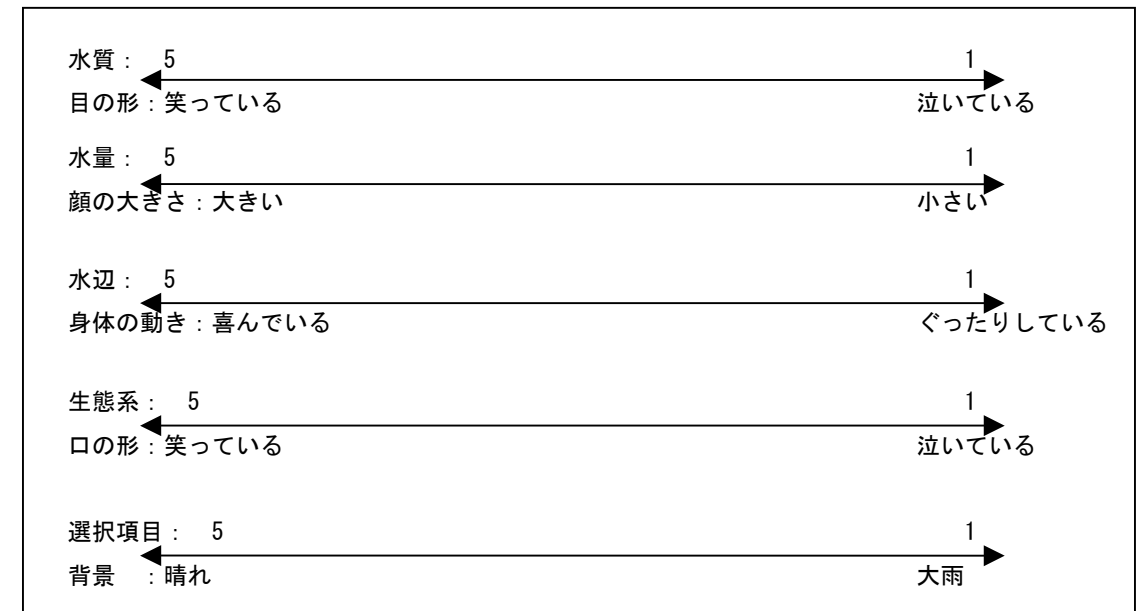 水質： 5 1
目の形：笑っている 泣いている
水量： 5 1
顔の大きさ：大きい 小さい
水辺： 5 1
身体の動き：喜んでいる ぐったりしている
生態系： 5 1
口の形：笑っている 泣いている
選択項目： 5 1
背景 ：晴れ 大雨